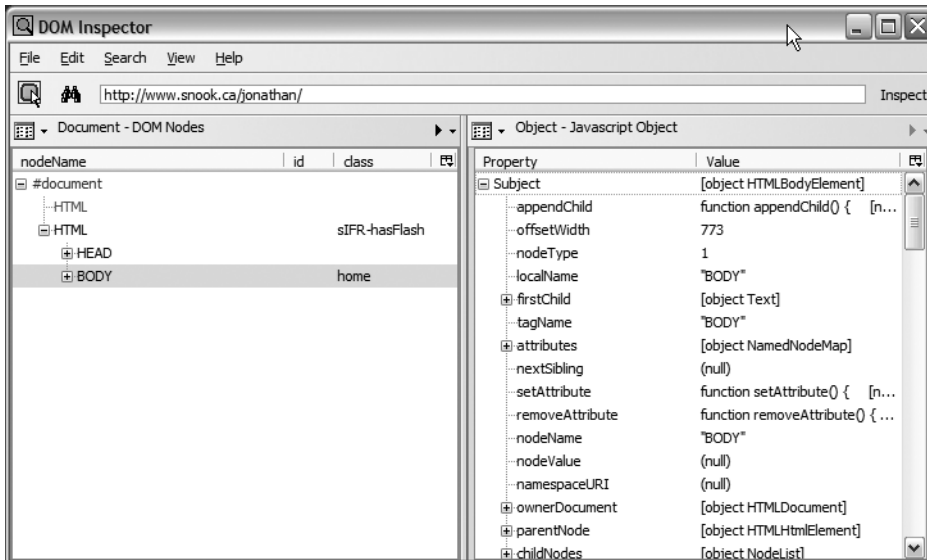 DOM Inspector
File Edit Search View Help
http://www.snook.ca/jonathan/ Inspect
Document - DOM Nodes
nodeName id class
#document
HTML
HTML sIFR-hasFlash
HEAD
BODY home
Object - Javascript Object
Property Value
Subject [object HTMLBodyElement]
appendChild function appendChild() { [n...
offsetWidth 773
nodeType 1
localName "BODY"
firstChild [object Text]
tagName "BODY"
attributes [object NamedNodeMap]
nextSibling (null)
setAttribute function setAttribute() { [n...
removeAttribute function removeAttribute() { ...
nodeName "BODY"
nodeValue (null)
namespaceURI (null)
ownerDocument [object HTMLDocument]
parentNode [object HTMLHtmlElement]
childNodes [object NodeList]